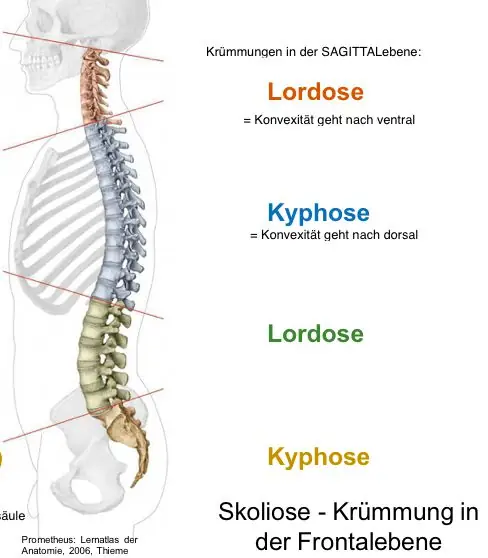 Krümmungen in der SAGITTALebene:
Lordose
= Konvexität geht nach ventral
Kyphose
= Konvexität geht nach dorsal
Lordose
Kyphose
säule
Skoliose - Krümmung in
der Frontalebene
Prometheus: Lernatlas der
Anatomie, 2006, Thieme